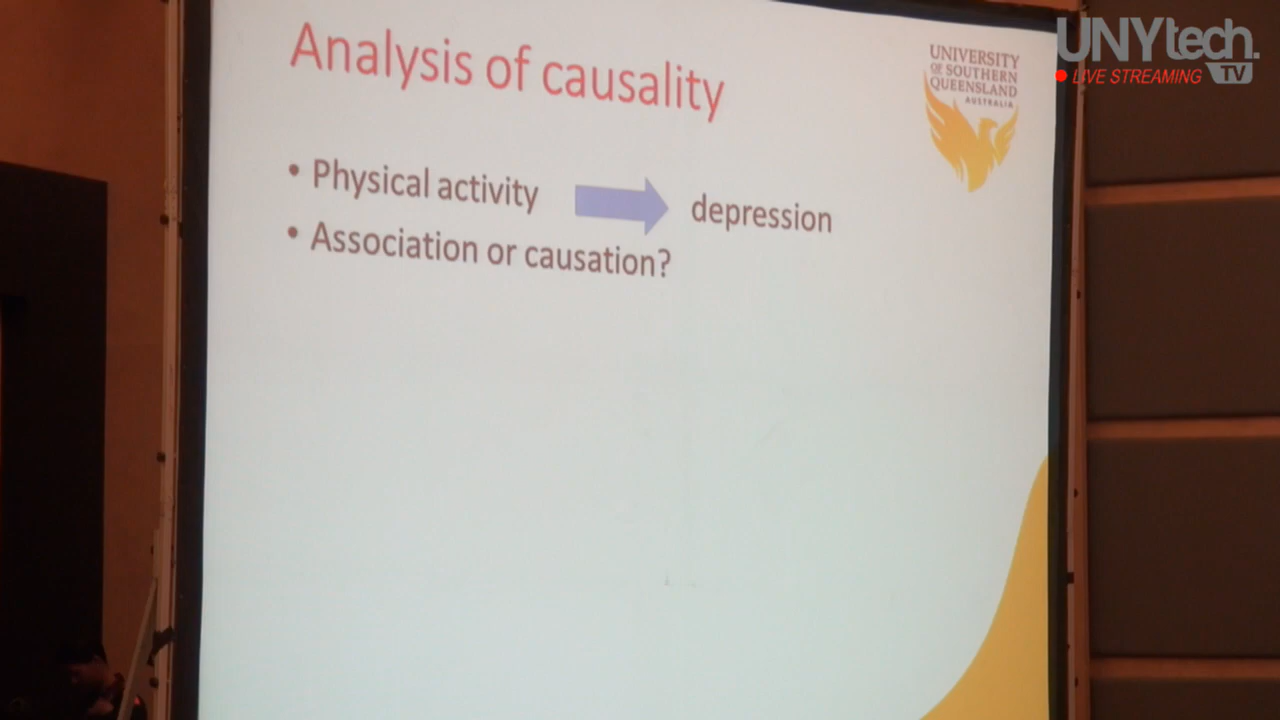 Analysis of causality
• Physical activity
depression
• Association or causation?
UNIVERSITY
OF SOUTHERN
QUEENSLAND
AUSTRALIA
UNYtech.
LIVE STREAMING
TV